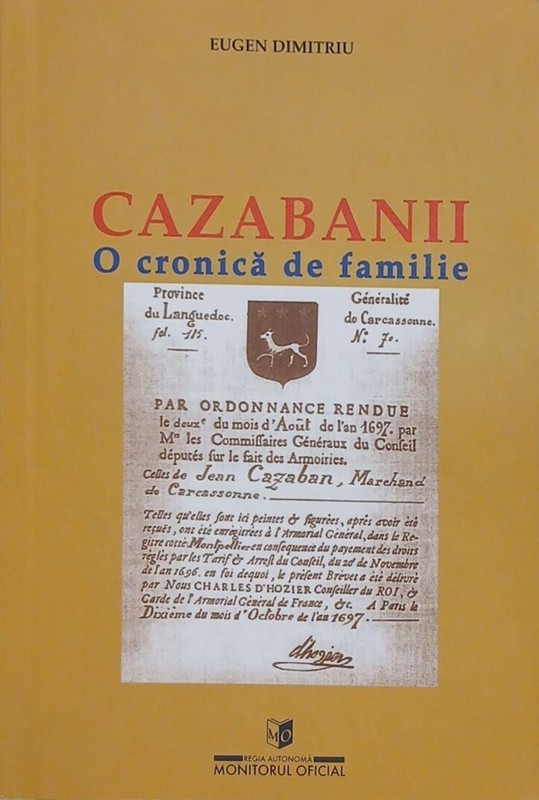 EUGEN DIMITRIU
CAZABANII
O cronică de familie
Province
du Languedoc.
fol. 115.
Généralité
de Carcassonne.
N.º 70.
PAR ORDONNANCE RENDUE
le deuxe. du mois d'Août de l'an 1697. par
Mrs les Commissaires Généraux du Conseil
députés sur le fait des Armoiries.
Celles de Jean Cazaban, Marchand
de Carcassonne.
Telles qu'elles sont ici peintes & figurées, après avoir été
reçues, ont été enregistrées à l'Armorial Général, dans le Re-
gistre cotté Montpellier en conséquence du payement des droits
réglés par les Tarif & Arrest du Conseil, du 20e de Novembre
de l'an 1696. en foi dequoi, le présent Brevet a été délivré
par Nous CHARLES D'HOZIER Conseiller du ROI, &
Garde de l'Armorial Général de France, &c. A Paris le
Dixième du mois d'Octobre de l'an 1697.
d'hozier
MO
REGIA AUTONOMĂ
MONITORUL OFICIAL